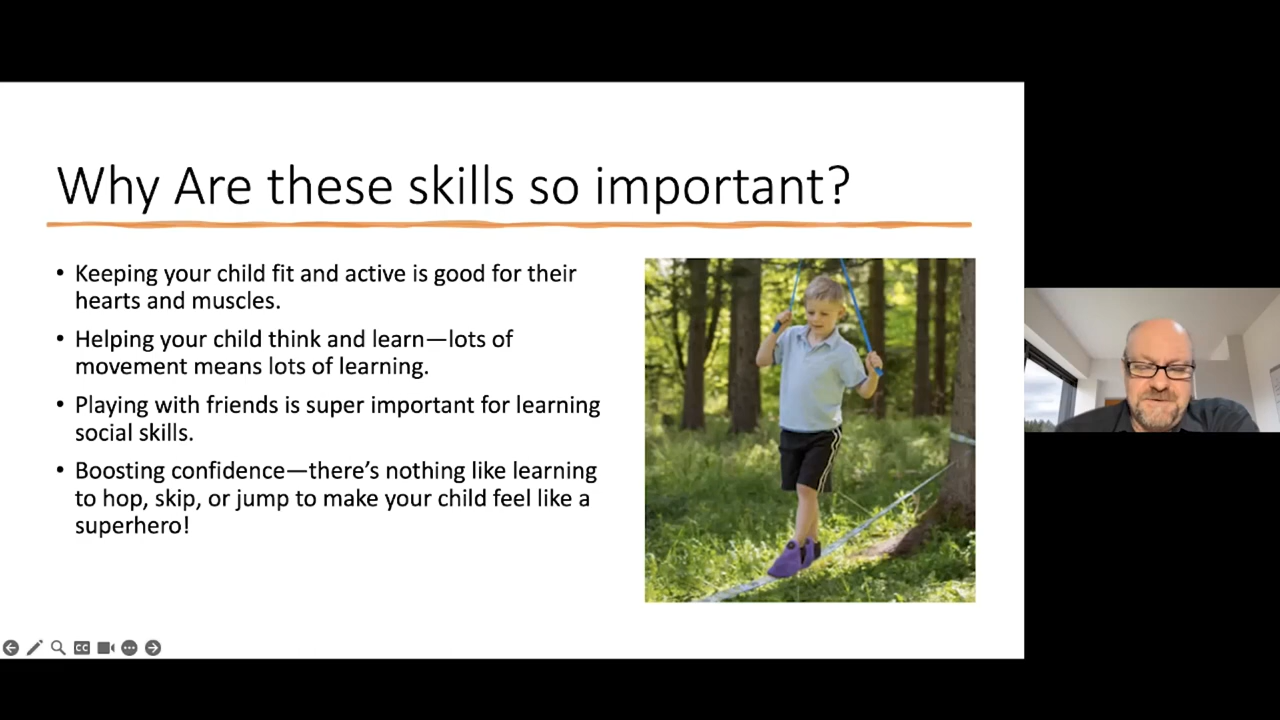 Why Are these skills so important?
• Keeping your child fit and active is good for their
hearts and muscles.
• Helping your child think and learn—lots of
movement means lots of learning.
• Playing with friends is super important for learning
social skills.
• Boosting confidence—there’s nothing like learning
to hop, skip, or jump to make your child feel like a
superhero!
CC